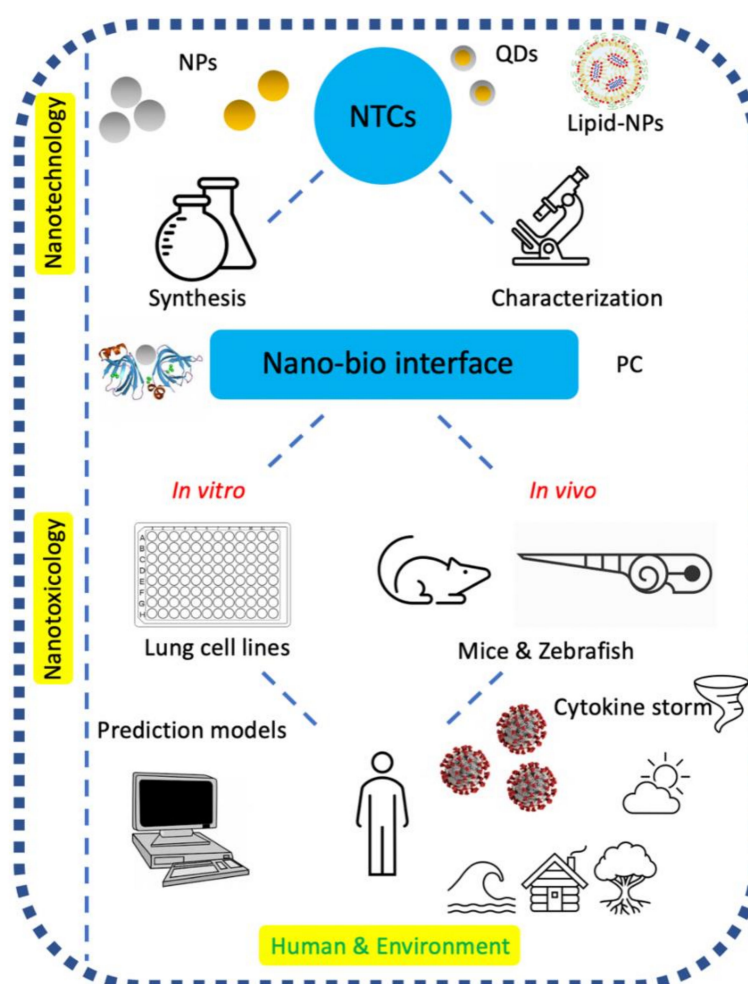 NPs
QDs
NTCs
Lipid-NPs
Nanotechnology
Synthesis
Characterization
Nano-bio interface
PC
In vitro
In vivo
A
B
C
D
E
F
G
H
Nanotoxicology
Lung cell lines
Mice & Zebrafish
Prediction models
Cytokine storm
Human & Environment